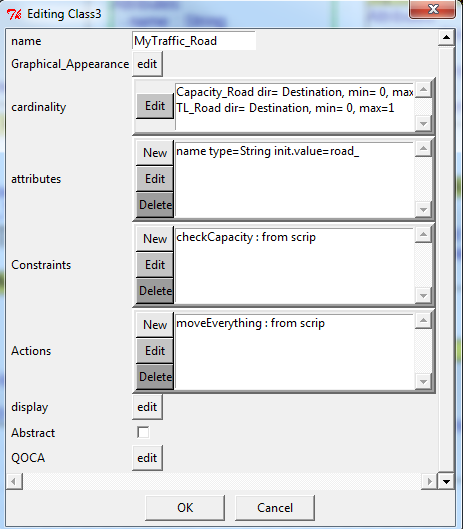 Editing Class3
name MyTraffic_Road
Graphical_Appearance edit
cardinality Edit
Capacity_Road dir= Destination, min= 0, max
TL_Road dir= Destination, min= 0, max=1
attributes New Edit Delete
name type=String init.value=road_
Constraints New Edit Delete
checkCapacity : from scrip
Actions New Edit Delete
moveEverything : from scrip
display edit
Abstract
QOCA edit
OK Cancel